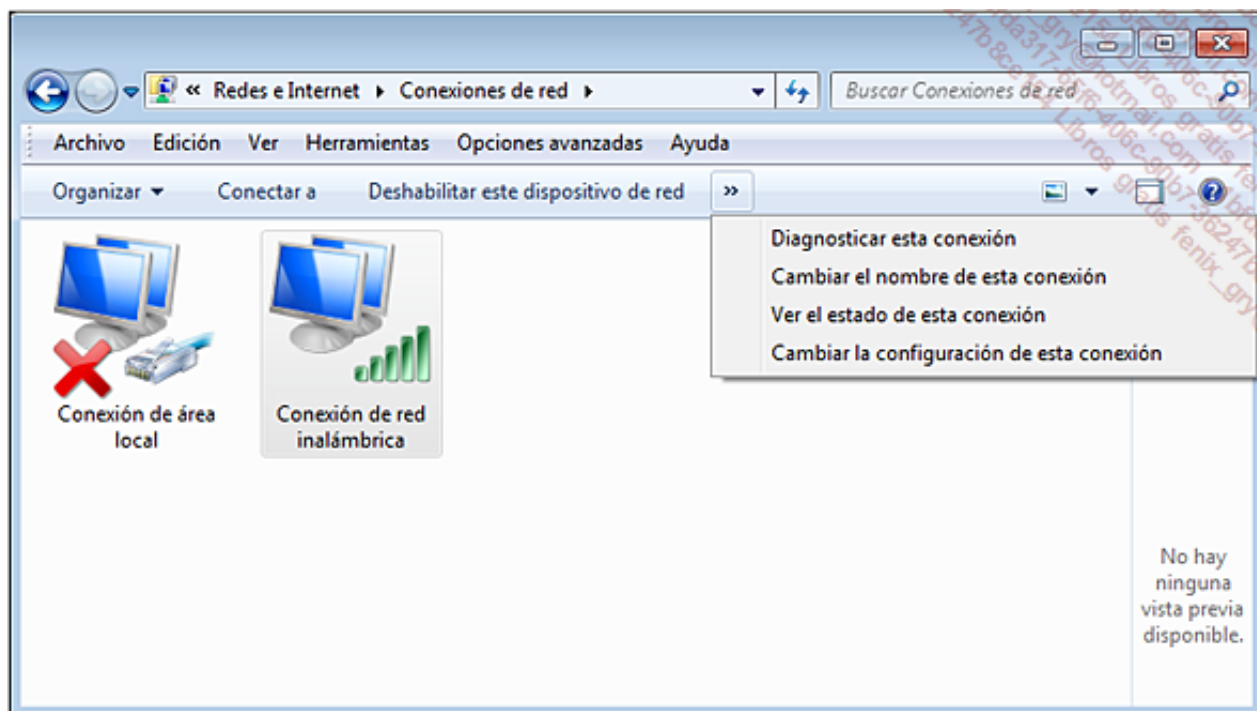 « Redes e Internet ▸ Conexiones de red ▸
Buscar Conexiones de red
Archivo Edición Ver Herramientas Opciones avanzadas Ayuda
Organizar Conectar a Deshabilitar este dispositivo de red »
Diagnosticar esta conexión
Cambiar el nombre de esta conexión
Ver el estado de esta conexión
Cambiar la configuración de esta conexión
Conexión de área
local
Conexión de red
inalámbrica
No hay
ninguna
vista previa
disponible.